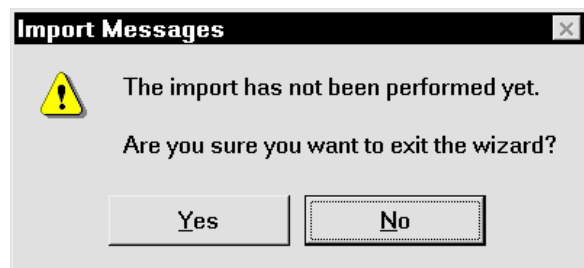 Import Messages
The import has not been performed yet.
Are you sure you want to exit the wizard?
Yes
No